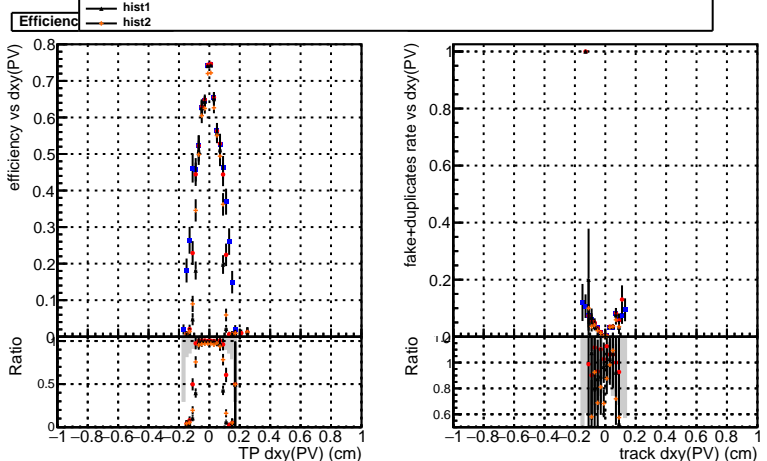 hist1
Efficienc
hist2
efficiency vs dxy(PV)
0.8
0.7
0.6
0.5
0.4
0.3
0.2
0.1
0
Ratio
1
0.5
0
−1 −0.8 −0.6 −0.4 −0.2 0 0.2 0.4 0.6 0.8 1
TP dxy(PV) (cm)
fake+duplicates rate vs dxy(PV)
1
0.8
0.6
0.4
0.2
Ratio
1
0.8
0.6
−1 −0.8 −0.6 −0.4 −0.2 0 0.2 0.4 0.6 0.8 1
track dxy(PV) (cm)